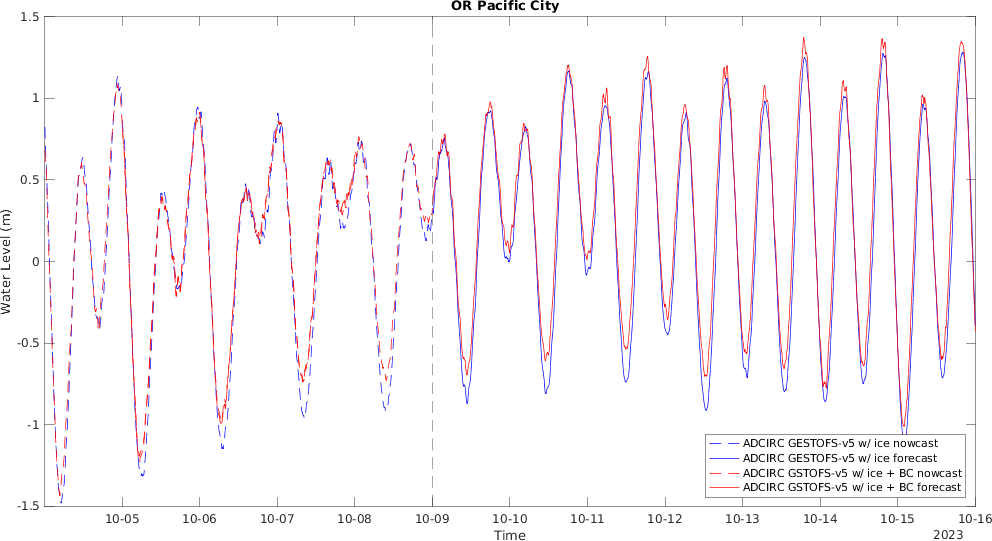 OR Pacific City
1.5
1
0.5
0
-0.5
-1
-1.5
Water Level (m)
10-05 10-06 10-07 10-08 10-09 10-10 10-11 10-12 10-13 10-14 10-15 10-16
Time
2023
ADCIRC GESTOFS-v5 w/ ice nowcast
ADCIRC GESTOFS-v5 w/ ice forecast
ADCIRC GSTOFS-v5 w/ ice + BC nowcast
ADCIRC GSTOFS-v5 w/ ice + BC forecast